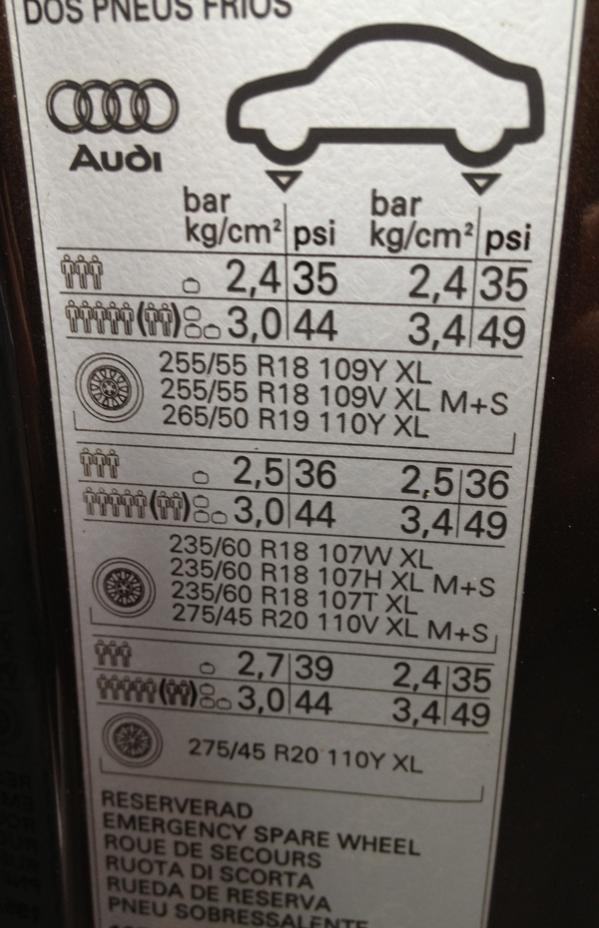 DOS PNEUS FRIOS
Audi
bar kg/cm² psi bar kg/cm² psi
2,4 35 2,4 35
3,0 44 3,4 49
255/55 R18 109Y XL
255/55 R18 109V XL M+S
265/50 R19 110Y XL
2,5 36 2,5 36
3,0 44 3,4 49
235/60 R18 107W XL
235/60 R18 107H XL M+S
235/60 R18 107T XL
275/45 R20 110V XL M+S
2,7 39 2,4 35
3,0 44 3,4 49
275/45 R20 110Y XL
RESERVERAD
EMERGENCY SPARE WHEEL
ROUE DE SECOURS
RUOTA DI SCORTA
RUEDA DE RESERVA
PNEU SOBRESSALENTE